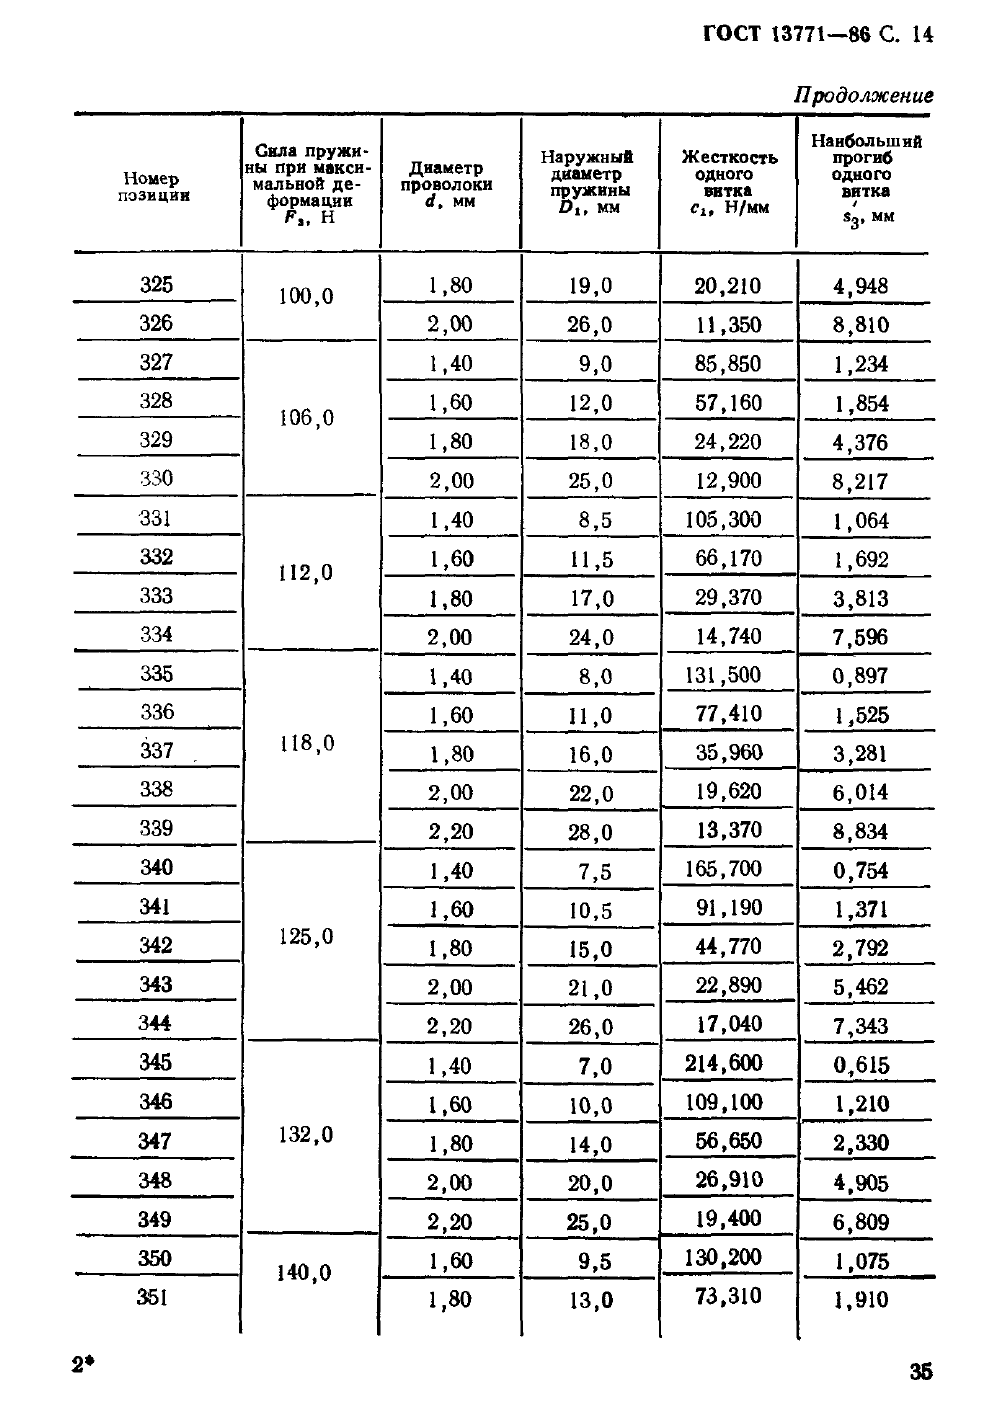 ГОСТ 13771—86 С. 14
Продолжение
Номер позиции | Сила пружины при максимальной деформации F₃, Н | Диаметр проволоки d, мм | Наружный диаметр пружины D₁, мм | Жесткость одного витка c₁, Н/мм | Наибольший прогиб одного витка s′₃, мм
325 | 100,0 | 1,80 | 19,0 | 20,210 | 4,948
326 | 2,00 | 26,0 | 11,350 | 8,810
327 | 106,0 | 1,40 | 9,0 | 85,850 | 1,234
328 | 1,60 | 12,0 | 57,160 | 1,854
329 | 1,80 | 18,0 | 24,220 | 4,376
330 | 2,00 | 25,0 | 12,900 | 8,217
331 | 112,0 | 1,40 | 8,5 | 105,300 | 1,064
332 | 1,60 | 11,5 | 66,170 | 1,692
333 | 1,80 | 17,0 | 29,370 | 3,813
334 | 2,00 | 24,0 | 14,740 | 7,596
335 | 118,0 | 1,40 | 8,0 | 131,500 | 0,897
336 | 1,60 | 11,0 | 77,410 | 1,525
337 | 1,80 | 16,0 | 35,960 | 3,281
338 | 2,00 | 22,0 | 19,620 | 6,014
339 | 2,20 | 28,0 | 13,370 | 8,834
340 | 125,0 | 1,40 | 7,5 | 165,700 | 0,754
341 | 1,60 | 10,5 | 91,190 | 1,371
342 | 1,80 | 15,0 | 44,770 | 2,792
343 | 2,00 | 21,0 | 22,890 | 5,462
344 | 2,20 | 26,0 | 17,040 | 7,343
345 | 132,0 | 1,40 | 7,0 | 214,600 | 0,615
346 | 1,60 | 10,0 | 109,100 | 1,210
347 | 1,80 | 14,0 | 56,650 | 2,330
348 | 2,00 | 20,0 | 26,910 | 4,905
349 | 2,20 | 25,0 | 19,400 | 6,809
350 | 140,0 | 1,60 | 9,5 | 130,200 | 1,075
351 | 1,80 | 13,0 | 73,310 | 1,910
2*
35